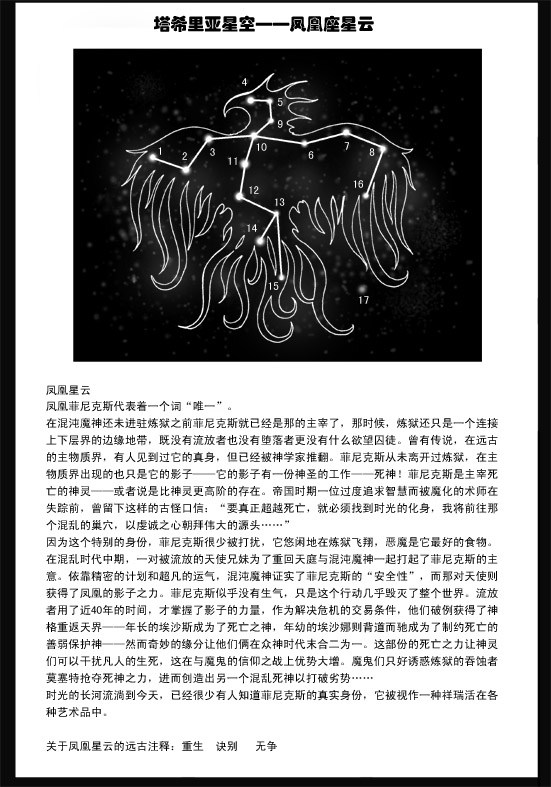 塔希里亚星空——凤凰座星云
4
5
9
1
2
3
10
6
7
8
11
12
16
13
14
15
17
凤凰星云
凤凰菲尼克斯代表着一个词“唯一”。
在混沌魔神还未进驻炼狱之前菲尼克斯就已经是那的主宰了，那时候，炼狱还只是一个连接
上下层界的边缘地带，既没有流放者也没有堕落者更没有什么欲望囚徒。曾有传说，在远古
的主物质界，有人见到过它的真身，但已经被神学家推翻。菲尼克斯从未离开过炼狱，在主
物质界出现的也只是它的影子——它的影子有一份神圣的工作——死神！菲尼克斯是主宰死
亡的神灵——或者说是比神灵更高阶的存在。帝国时期一位过度追求智慧而被魔化的术师在
失踪前，曾留下这样的古怪口信：“要真正超越死亡，就必须找到时光的化身，我将前往那
个混乱的巢穴，以虔诚之心朝拜伟大的源头……”
因为这个特别的身份，菲尼克斯很少被打扰，它悠闲地在炼狱飞翔，恶魔是它最好的食物。
在混乱时代中期，一对被流放的天使兄妹为了重回天庭与混沌魔神一起打起了菲尼克斯的主
意。依靠精密的计划和超凡的运气，混沌魔神证实了菲尼克斯的“安全性”，而那对天使则
获得了凤凰的影子之力。菲尼克斯似乎没有生气，只是这个行动几乎毁灭了整个世界。流放
者用了近40年的时间，才掌握了影子的力量，作为解决危机的交易条件，他们破例获得了神
格重返天界——年长的埃沙斯成为了死亡之神，年幼的埃沙娜则背道而驰成为了制约死亡的
善弱保护神——然而奇妙的缘分让他们俩在众神时代末合二为一。这部份的死亡之力让神灵
们可以干扰凡人的生死，这在与魔鬼的信仰之战上优势大增。魔鬼们只好诱惑炼狱的吞蚀者
莫塞特抢夺死神之力，进而创造出另一个混乱死神以打破劣势……
时光的长河流淌到今天，已经很少有人知道菲尼克斯的真实身份，它被视作一种祥瑞活在各
种艺术品中。
关于凤凰星云的远古注释：重生 诀别 无争